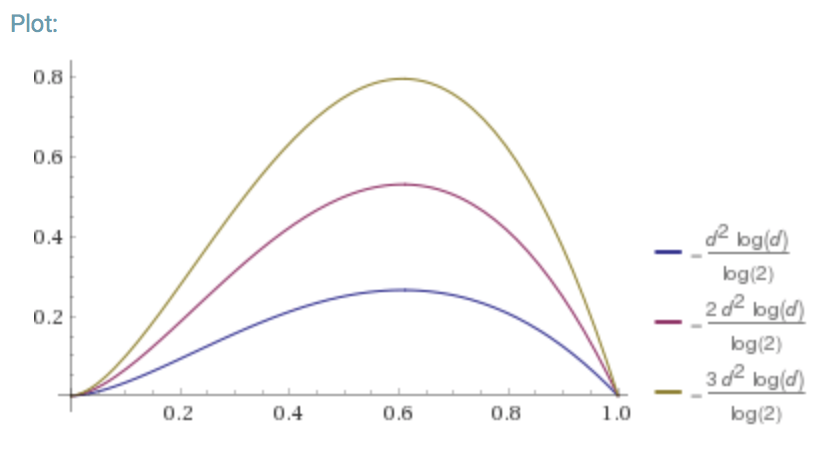 Plot:
0.8
0.6
0.4
0.2
0.2 0.4 0.6 0.8 1.0
− d² log(d) / log(2)
− 2 d² log(d) / log(2)
− 3 d² log(d) / log(2)